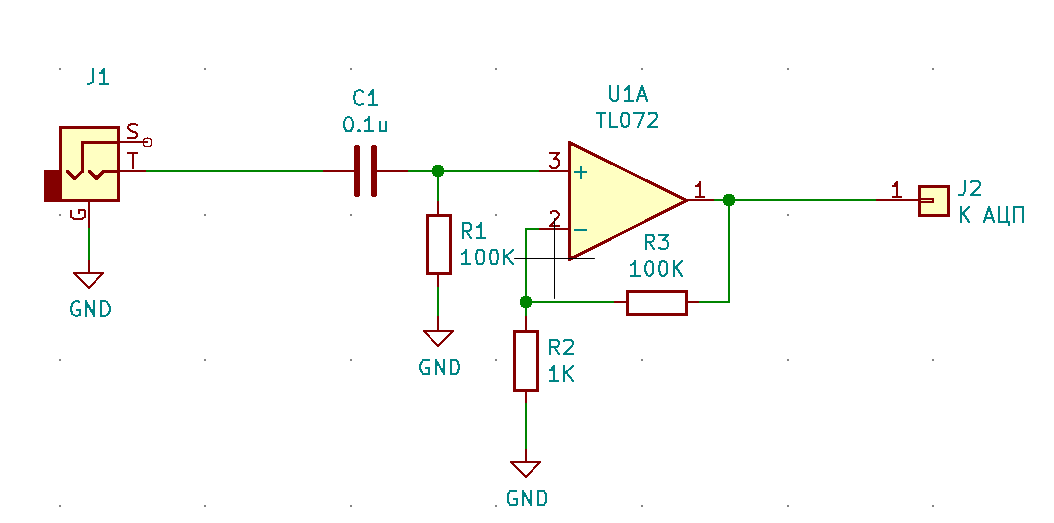 J1
S
T
G
GND
C1
0.1u
R1
100K
GND
U1A
TL072
3
+
2
−
1
R3
100K
R2
1K
GND
1
J2
К АЦП